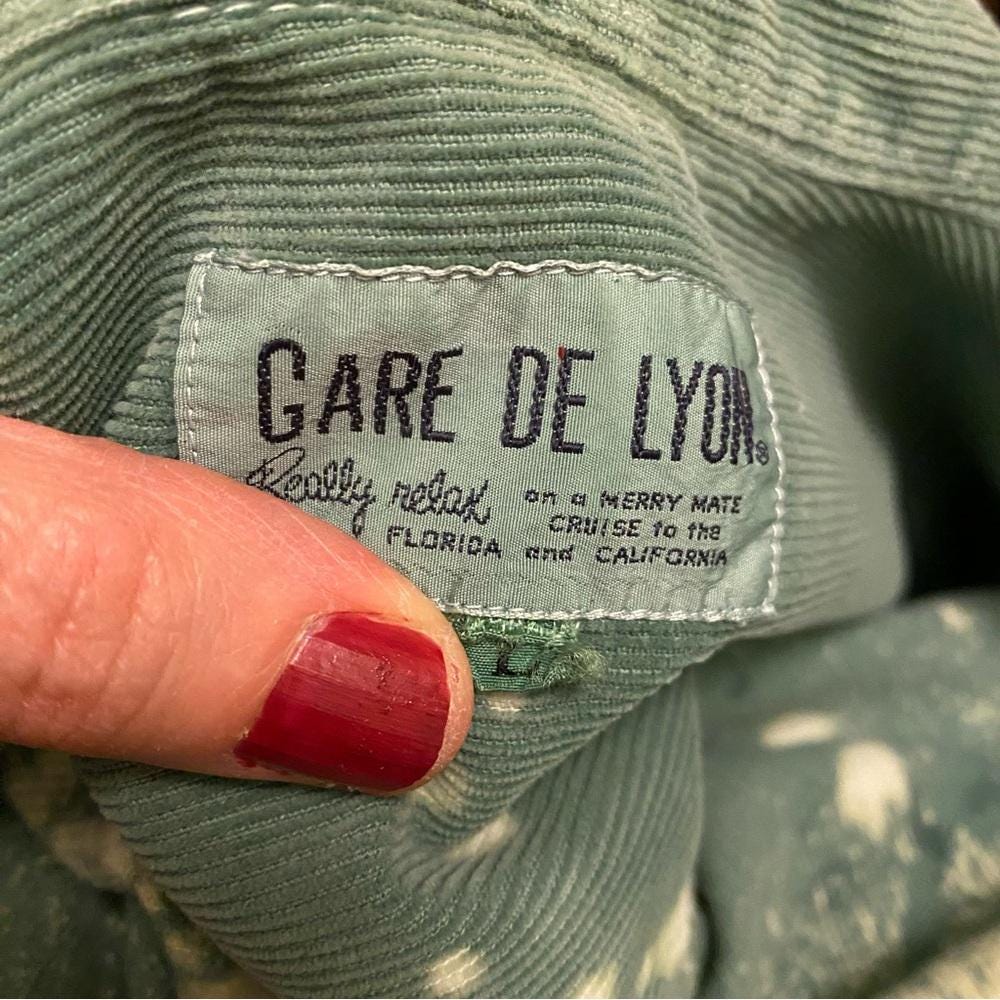 GARE DE LYON®
Really relax on a MERRY MATE
CRUISE to the
FLORIDA and CALIFORNIA
L